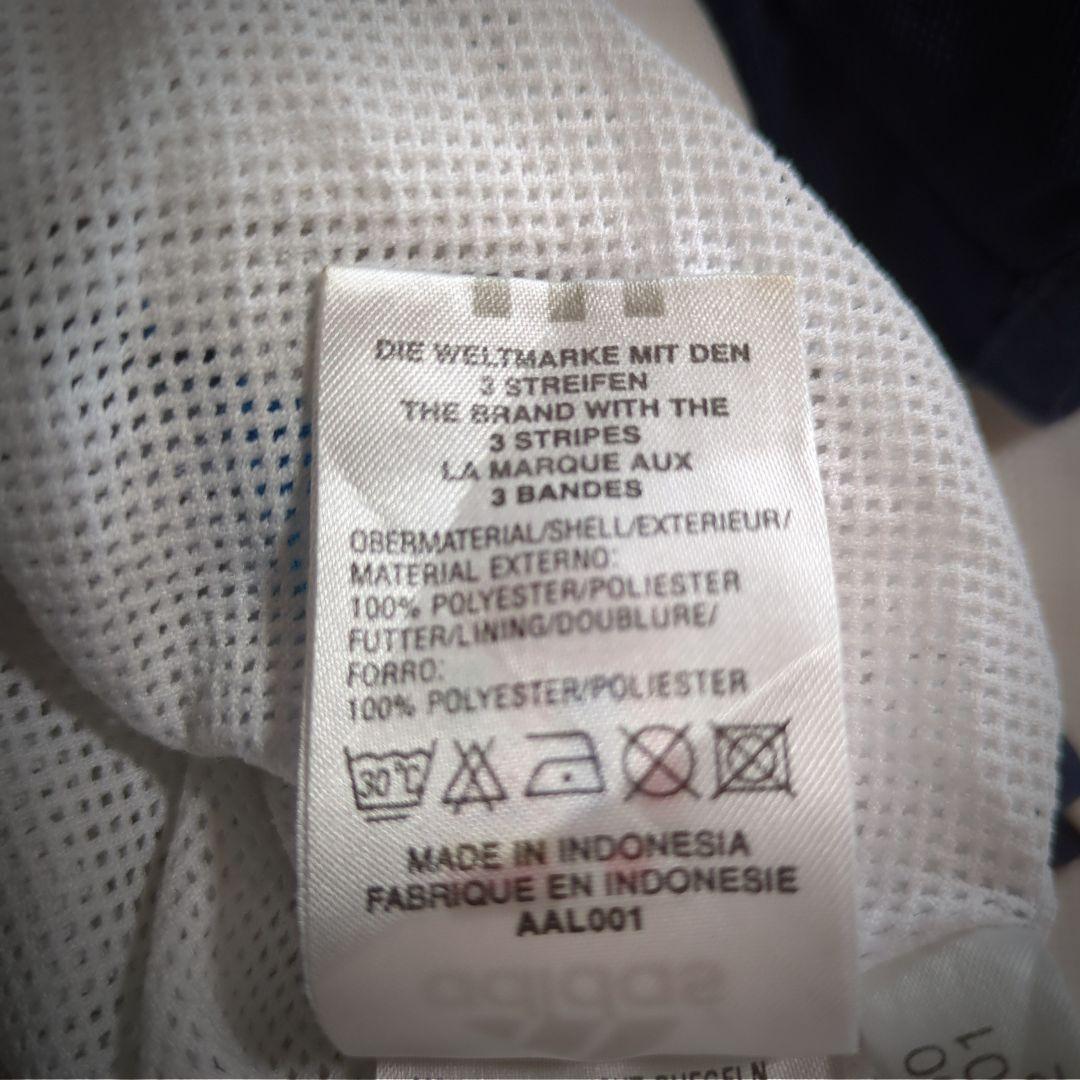 DIE WELTMARKE MIT DEN
3 STREIFEN
THE BRAND WITH THE
3 STRIPES
LA MARQUE AUX
3 BANDES
OBERMATERIAL/SHELL/EXTERIEUR/
MATERIAL EXTERNO:
100% POLYESTER/POLIESTER
FUTTER/LINING/DOUBLURE/
FORRO:
100% POLYESTER/POLIESTER
30°C
MADE IN INDONESIA
FABRIQUE EN INDONESIE
AAL001
adidas